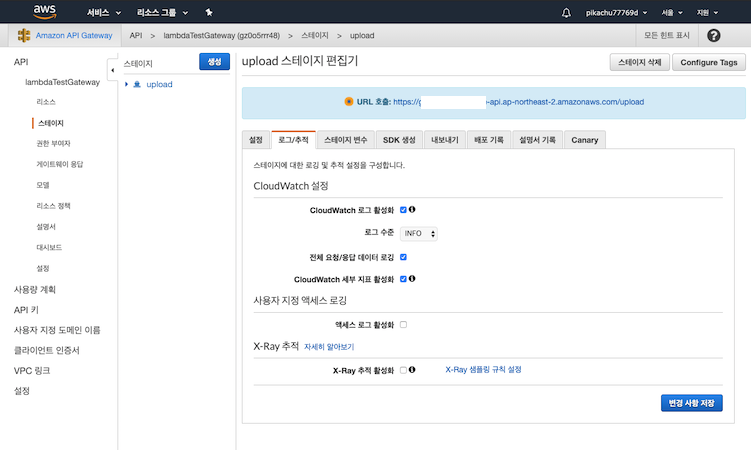 aws 서비스 리소스 그룹 pikachu77769d 서울 지원
Amazon API Gateway API > lambdaTestGateway (gz0o5rrr48) > 스테이지 > upload 모든 힌트 표시 ?
API
lambdaTestGateway
리소스
스테이지
권한 부여자
게이트웨이 응답
모델
리소스 정책
설명서
대시보드
설정
사용량 계획
API 키
사용자 지정 도메인 이름
클라이언트 인증서
VPC 링크
설정
스테이지 생성
upload
upload 스테이지 편집기 스테이지 삭제 Configure Tags
URL 호출: https://g -api.ap-northeast-2.amazonaws.com/upload
설정 로그/추적 스테이지 변수 SDK 생성 내보내기 배포 기록 설명서 기록 Canary
스테이지에 대한 로깅 및 추적 설정을 구성합니다.
CloudWatch 설정
CloudWatch 로그 활성화
로그 수준 INFO
전체 요청/응답 데이터 로깅
CloudWatch 세부 지표 활성화
사용자 지정 액세스 로깅
액세스 로그 활성화
X-Ray 추적 자세히 알아보기
X-Ray 추적 활성화 X-Ray 샘플링 규칙 설정
변경 사항 저장